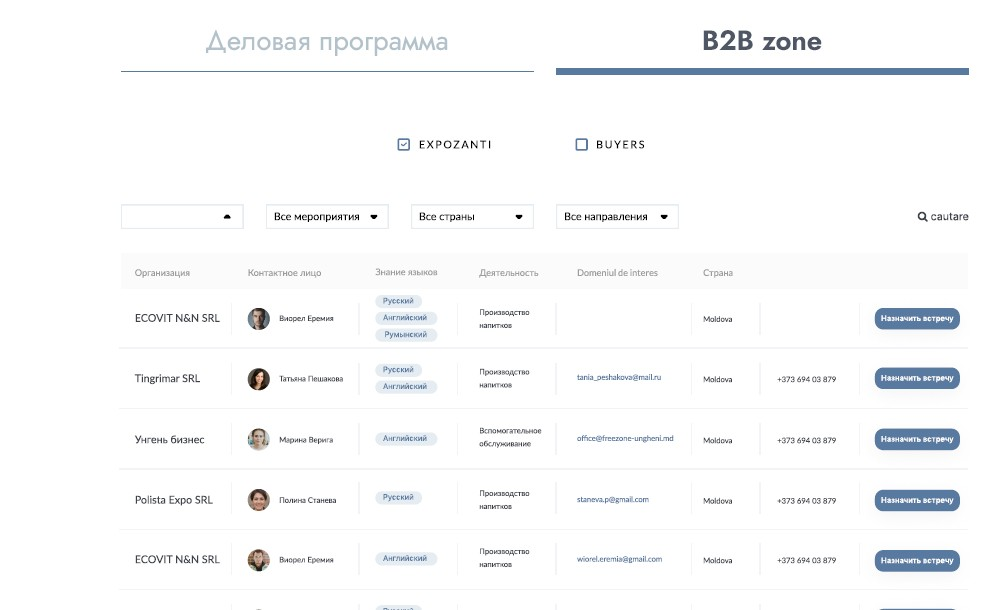 Деловая программа
B2B zone
EXPOZANTI
BUYERS
Все мероприятия
Все страны
Все направления
cautare
Организация
Контактное лицо
Знание языков
Деятельность
Domeniul de interes
Страна
ECOVIT N&N SRL
Виорел Еремия
Русский
Английский
Румынский
Производство
напитков
Moldova
Назначить встречу
Tingrimar SRL
Татьяна Пешакова
Русский
Английский
Производство
напитков
tania_peshakova@mail.ru
Moldova
+373 694 03 879
Назначить встречу
Унгень бизнес
Марина Верига
Английский
Вспомогательное
обслуживание
office@freezone-ungheni.md
Moldova
+373 694 03 879
Назначить встречу
Polista Expo SRL
Полина Станева
Русский
Производство
напитков
staneva.p@gmail.com
Moldova
+373 694 03 879
Назначить встречу
ECOVIT N&N SRL
Виорел Еремия
Английский
Производство
напитков
wiorel.eremia@gmail.com
Moldova
+373 694 03 879
Назначить встречу